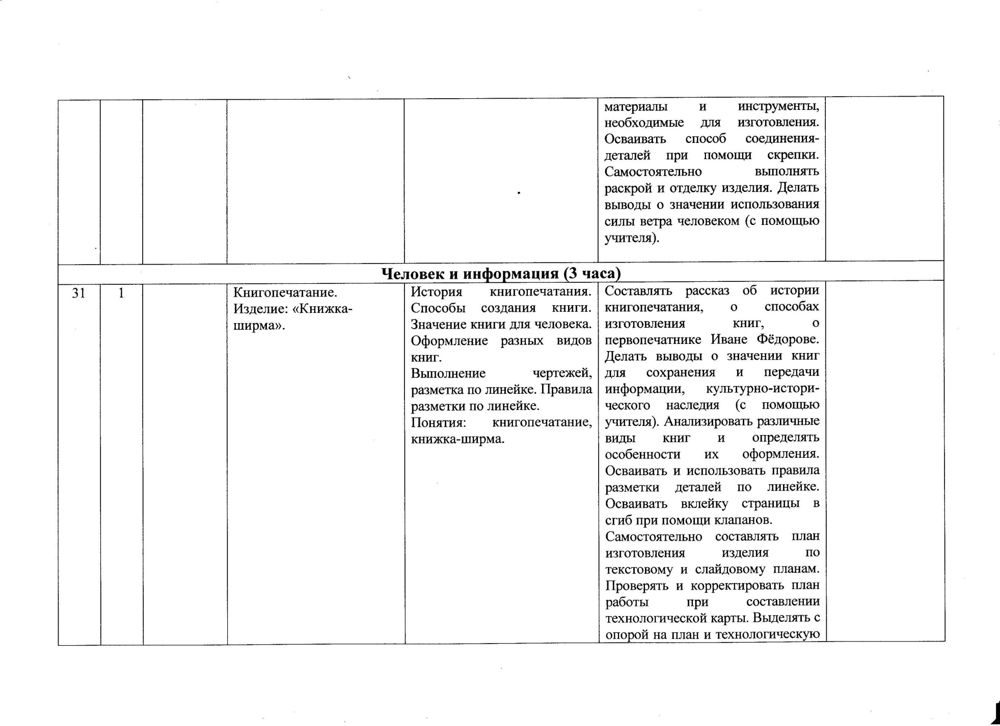 материалы и инструменты,
необходимые для изготовления.
Осваивать способ соединения-
деталей при помощи скрепки.
Самостоятельно выполнять
раскрой и отделку изделия. Делать
выводы о значении использования
силы ветра человеком (с помощью
учителя).
Человек и информация (3 часа)
31
1
Книгопечатание.
Изделие: «Книжка-
ширма».
История книгопечатания.
Способы создания книги.
Значение книги для человека.
Оформление разных видов
книг.
Выполнение чертежей,
разметка по линейке. Правила
разметки по линейке.
Понятия: книгопечатание,
книжка-ширма.
Составлять рассказ об истории
книгопечатания, о способах
изготовления книг, о
первопечатнике Иване Фёдорове.
Делать выводы о значении книг
для сохранения и передачи
информации, культурно-истори-
ческого наследия (с помощью
учителя). Анализировать различные
виды книг и определять
особенности их оформления.
Осваивать и использовать правила
разметки деталей по линейке.
Осваивать вклейку страницы в
сгиб при помощи клапанов.
Самостоятельно составлять план
изготовления изделия по
текстовому и слайдовому планам.
Проверять и корректировать план
работы при составлении
технологической карты. Выделять с
опорой на план и технологическую